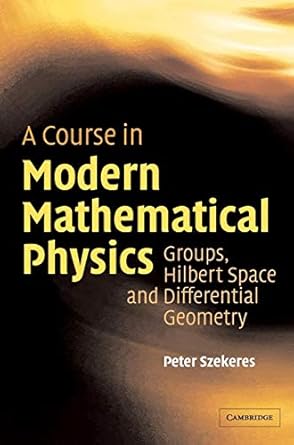 A Course in
Modern
Mathematical
Physics
Groups,
Hilbert Space
and Differential
Geometry
Peter Szekeres
CAMBRIDGE